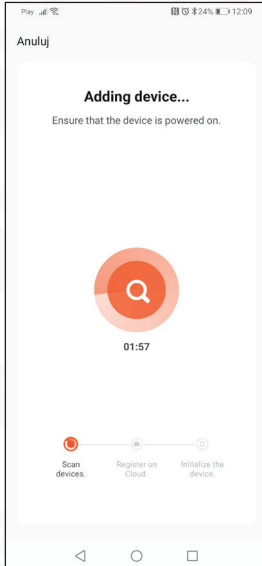 Play 24% 12:09
Anuluj
Adding device...
Ensure that the device is powered on.
01:57
Scan devices.
Register on Cloud.
Initialize the device.